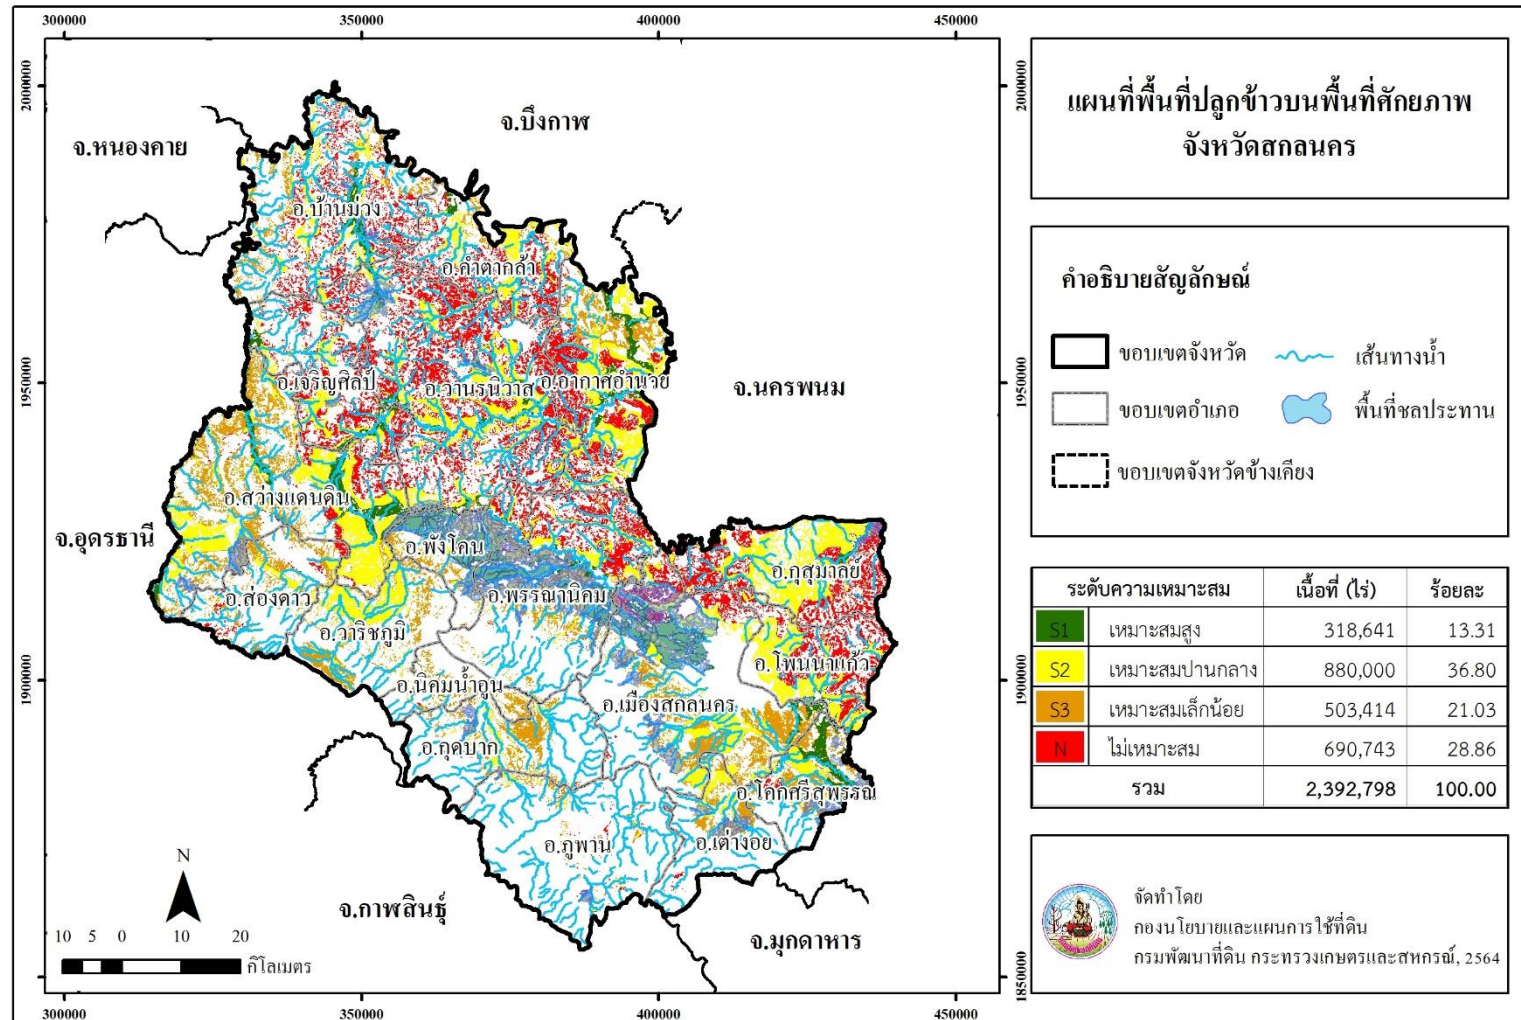 300000 350000 400000 450000
2000000
1950000
1900000
1850000
2000000
1950000
1900000
1850000
300000 350000 400000 450000
จ.หนองคาย
จ.บึงกาฬ
จ.นครพนม
จ.อุดรธานี
จ.กาฬสินธุ์
จ.มุกดาหาร
อ.บ้านม่วง
อ.คำตากล้า
อ.เจริญศิลป์
อ.วานรนิวาส
อ.อากาศอำนวย
อ.สว่างแดนดิน
อ.พังโคน
อ.กุสุมาลย์
อ.ส่องดาว
อ.พรรณานิคม
อ.วาริชภูมิ
อ.โพนนาแก้ว
อ.นิคมน้ำอูน
อ.เมืองสกลนคร
อ.กุดบาก
อ.โคกศรีสุพรรณ
อ.ภูพาน
อ.เต่างอย
N
10 5 0 10 20
กิโลเมตร
แผนที่พื้นที่ปลูกข้าวบนพื้นที่ศักยภาพ
จังหวัดสกลนคร
คำอธิบายสัญลักษณ์
ขอบเขตจังหวัด เส้นทางน้ำ
ขอบเขตอำเภอ พื้นที่ชลประทาน
ขอบเขตจังหวัดข้างเคียง
ระดับความเหมาะสม เนื้อที่ (ไร่) ร้อยละ
S1 เหมาะสมสูง 318,641 13.31
S2 เหมาะสมปานกลาง 880,000 36.80
S3 เหมาะสมเล็กน้อย 503,414 21.03
N ไม่เหมาะสม 690,743 28.86
รวม 2,392,798 100.00
จัดทำโดย
กองนโยบายและแผนการใช้ที่ดิน
กรมพัฒนาที่ดิน กระทรวงเกษตรและสหกรณ์, 2564